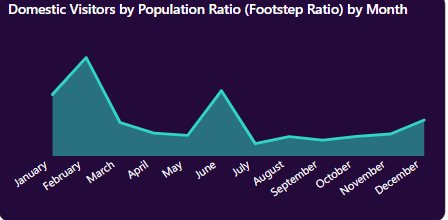 Domestic Visitors by Population Ratio (Footstep Ratio) by Month
January
February
March
April
May
June
July
August
September
October
November
December